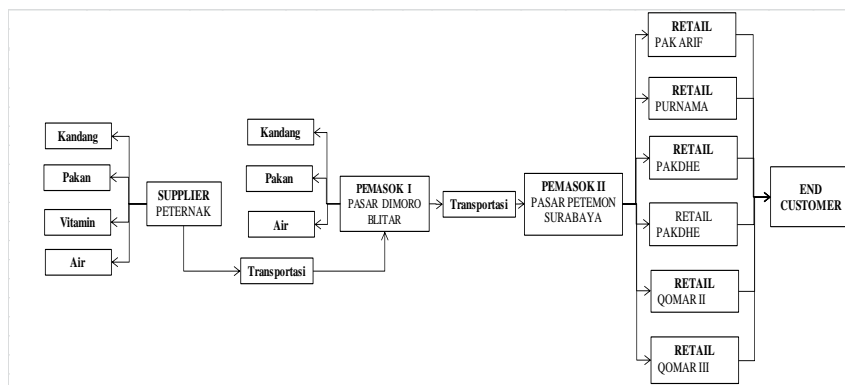 Kandang
Pakan
Vitamin
Air
SUPPLIER
PETERNAK
Transportasi
Kandang
Pakan
Air
PEMASOK I
PASAR DIMORO
BLITAR
Transportasi
PEMASOK II
PASAR PETEMON
SURABAYA
RETAIL
PAK ARIF
RETAIL
PURNAMA
RETAIL
PAKDHE
RETAIL
PAKDHE
RETAIL
QOMAR II
RETAIL
QOMAR III
END
CUSTOMER